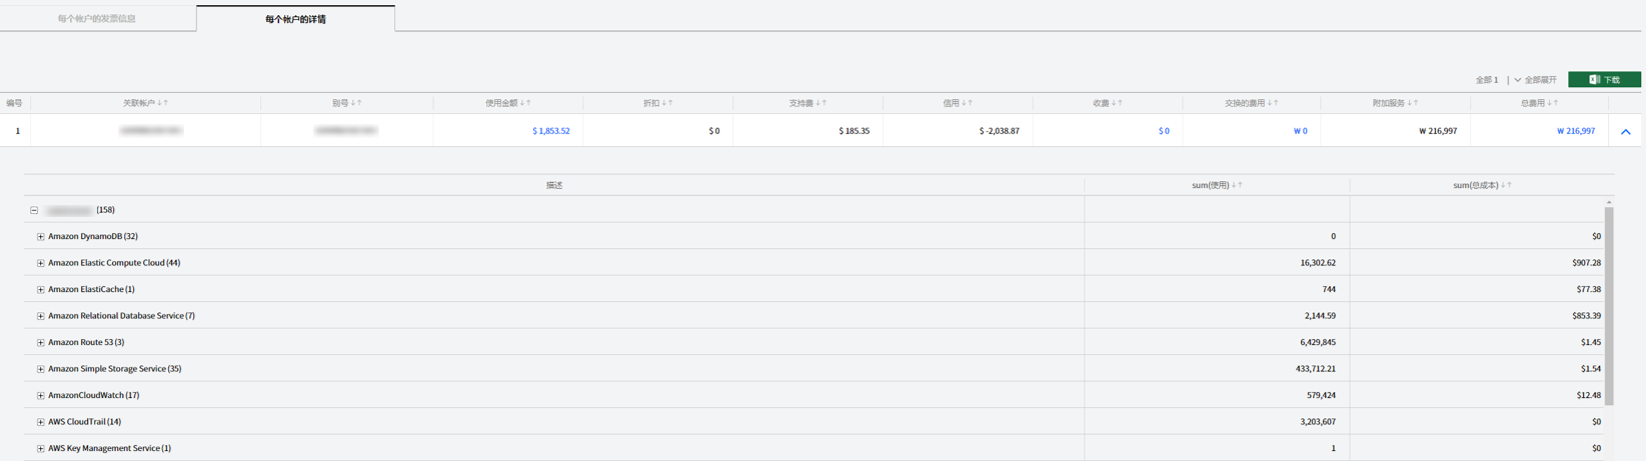 每个帐户的发票信息
每个帐户的详情
全部 1 | 全部展开 下载
编号 关联帐户 ↓↑ 别号 ↓↑ 使用金额 ↓↑ 折扣 ↓↑ 支持费 ↓↑ 信用 ↓↑ 收费 ↓↑ 交换的费用 ↓↑ 附加服务 ↓↑ 总费用 ↓↑
1 $ 1,853.52 $ 0 $ 185.35 $ -2,038.87 $ 0 ₩ 0 ₩ 216,997 ₩ 216,997
描述 sum(使用) ↓↑ sum(总成本) ↓↑
(158)
Amazon DynamoDB (32) 0 $0
Amazon Elastic Compute Cloud (44) 16,302.62 $907.28
Amazon ElastiCache (1) 744 $77.38
Amazon Relational Database Service (7) 2,144.59 $853.39
Amazon Route 53 (3) 6,429,845 $1.45
Amazon Simple Storage Service (35) 433,712.21 $1.54
AmazonCloudWatch (17) 579,424 $12.48
AWS CloudTrail (14) 3,203,607 $0
AWS Key Management Service (1) 1 $0